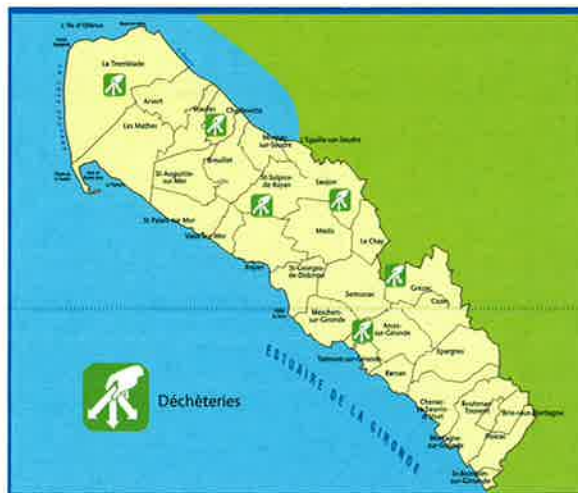 L'île d'Oléron
La Tremblade
Arvert
Les Mathes
Chaillevette
Mornac-
sur-Seudre
L'Eguille-sur-Seudre
Breuillet
St-Augustin-
sur-Mer
St-Sulpice-
de-Royan
Saujon
St-Palais-sur-Mer
Vaux-sur-Mer
Médis
Le Chay
Royan
St-Georges-
de-Didonne
Semussac
Grézac
Cozes
Meschers-
sur-Gironde
Arces-
sur-Gironde
Talmont-sur-Gironde
Epargnes
Barzan
ESTUAIRE DE LA GIRONDE
Déchèteries
Chenac-
St-Seurin-
d'Uzet
Boutenac-
Touvent
Brie-sous-Mortagne
Mortagne-
sur-Gironde
Floirac
St-Romain-
sur-Gironde